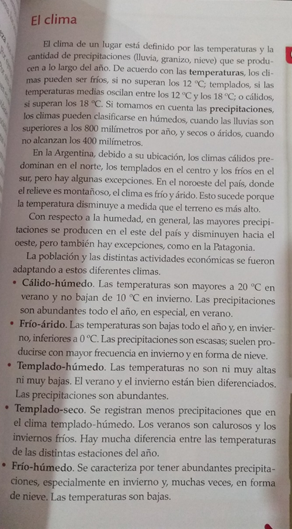 El clima
El clima de un lugar está definido por las temperaturas y la
cantidad de precipitaciones (lluvia, granizo, nieve) que se produ-
cen a lo largo del año. De acuerdo con las temperaturas, los cli-
mas pueden ser fríos, si no superan los 12 ºC; templados, si las
temperaturas medias oscilan entre los 12 ºC y los 18 ºC; o cálidos,
si superan los 18 ºC. Si tomamos en cuenta las precipitaciones,
los climas pueden clasificarse en húmedos, cuando las lluvias son
superiores a los 800 milímetros por año, y secos o áridos, cuando
no alcanzan los 400 milímetros.
En la Argentina, debido a su ubicación, los climas cálidos pre-
dominan en el norte, los templados en el centro y los fríos en el
sur, pero hay algunas excepciones. En el noroeste del país, donde
el relieve es montañoso, el clima es frío y árido. Esto sucede porque
la temperatura disminuye a medida que el terreno es más alto.
Con respecto a la humedad, en general, las mayores precipi-
taciones se producen en el este del país y disminuyen hacia el
oeste, pero también hay excepciones, como en la Patagonia.
La población y las distintas actividades económicas se fueron
adaptando a estos diferentes climas.
• Cálido-húmedo. Las temperaturas son mayores a 20 ºC en
verano y no bajan de 10 ºC en invierno. Las precipitaciones
son abundantes todo el año, en especial, en verano.
• Frío-árido. Las temperaturas son bajas todo el año y, en invier-
no, inferiores a 0 ºC. Las precipitaciones son escasas; suelen pro-
ducirse con mayor frecuencia en invierno y en forma de nieve.
• Templado-húmedo. Las temperaturas no son ni muy altas
ni muy bajas. El verano y el invierno están bien diferenciados.
Las precipitaciones son abundantes.
• Templado-seco. Se registran menos precipitaciones que en
el clima templado-húmedo. Los veranos son calurosos y los
inviernos fríos. Hay mucha diferencia entre las temperaturas
de las distintas estaciones del año.
• Frío-húmedo. Se caracteriza por tener abundantes precipita-
ciones, especialmente en invierno y, muchas veces, en forma
de nieve. Las temperaturas son bajas.